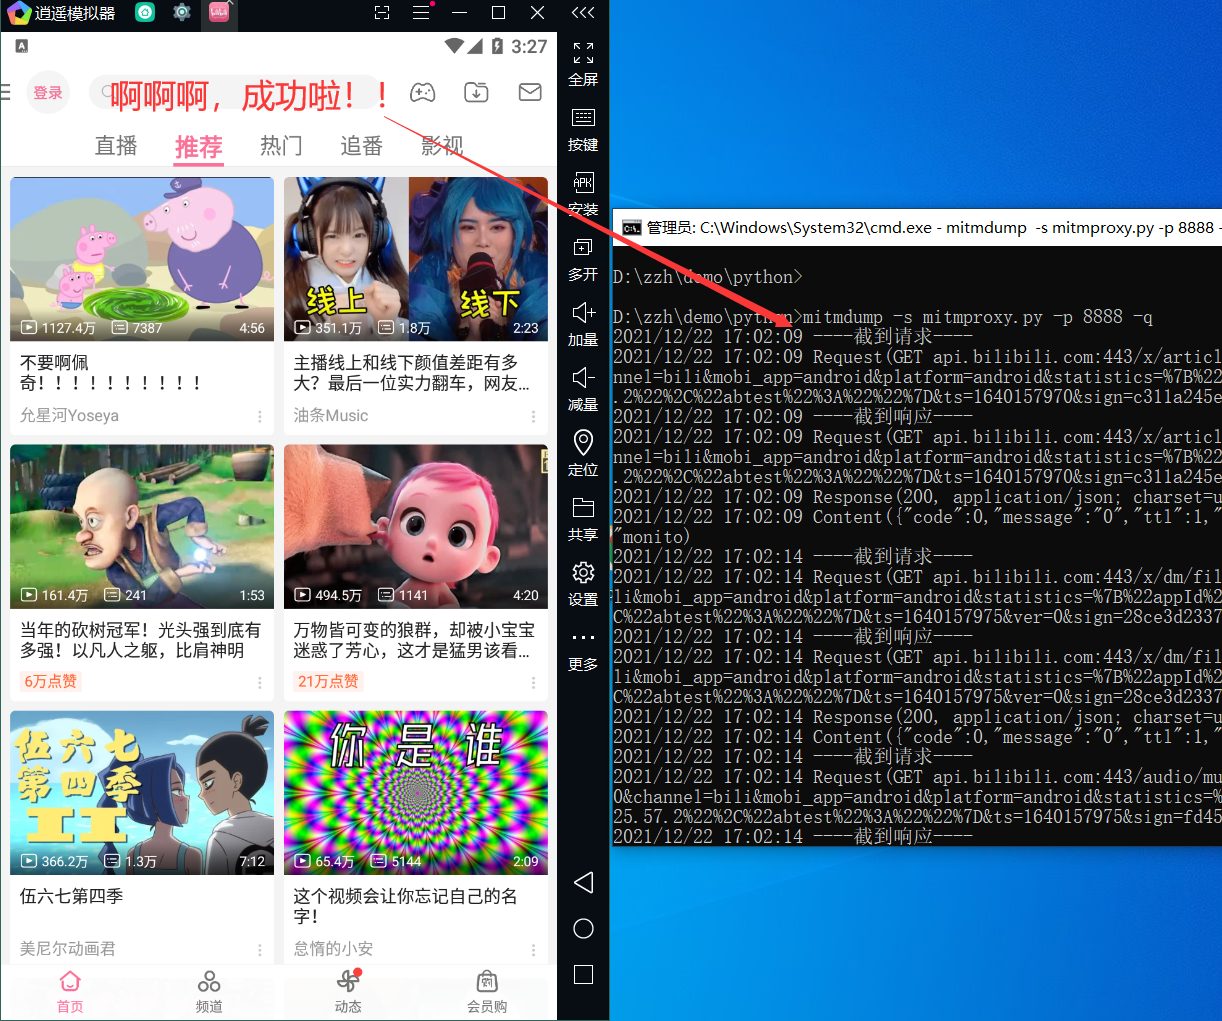 逍遥模拟器
3:27
登录
啊啊啊，成功啦！！
直播 推荐 热门 追番 影视
线上
线下
1127.4万 7387 4:56
351.1万 1.8万 2:23
不要啊佩
奇！！！！！！！！！！
允星河Yoseya
主播线上和线下颜值差距有多
大？最后一位实力翻车，网友...
油条Music
161.4万 241 1:53
494.5万 1141 4:20
当年的砍树冠军！光头强到底有
多强！以凡人之躯，比肩神明
6万点赞
万物皆可变的狼群，却被小宝宝
迷惑了芳心，这才是猛男该看...
21万点赞
伍六七
第四季
II
你是谁
366.2万 1.3万 7:12
65.4万 5144 2:09
伍六七第四季
美尼尔动画君
这个视频会让你忘记自己的名
字！
怠惰的小安
首页 频道 动态 会员购
全屏
按键
APK
安装
多开
加量
减量
定位
共享
设置
更多
管理员: C:\Windows\System32\cmd.exe - mitmdump  -s mitmproxy.py -p 8888 -
D:\zzh\demo\python>
D:\zzh\demo\python>mitmdump -s mitmproxy.py -p 8888 -q
2021/12/22 17:02:09 ----截到请求----
2021/12/22 17:02:09 Request(GET api.bilibili.com:443/x/articl
nnel=bili&mobi_app=android&platform=android&statistics=%7B%22
.2%22%2C%22abtest%22%3A%22%22%7D&ts=1640157970&sign=c311a245e
2021/12/22 17:02:09 ----截到响应----
2021/12/22 17:02:09 Request(GET api.bilibili.com:443/x/articl
nnel=bili&mobi_app=android&platform=android&statistics=%7B%22
.2%22%2C%22abtest%22%3A%22%22%7D&ts=1640157970&sign=c311a245e
2021/12/22 17:02:09 Response(200, application/json; charset=u
2021/12/22 17:02:09 Content({"code":0,"message":"0","ttl":1,"
"monito)
2021/12/22 17:02:14 ----截到请求----
2021/12/22 17:02:14 Request(GET api.bilibili.com:443/x/dm/fil
li&mobi_app=android&platform=android&statistics=%7B%22appId%2
C%22abtest%22%3A%22%22%7D&ts=1640157975&ver=0&sign=28ce3d2337
2021/12/22 17:02:14 ----截到响应----
2021/12/22 17:02:14 Request(GET api.bilibili.com:443/x/dm/fil
li&mobi_app=android&platform=android&statistics=%7B%22appId%2
C%22abtest%22%3A%22%22%7D&ts=1640157975&ver=0&sign=28ce3d2337
2021/12/22 17:02:14 Response(200, application/json; charset=u
2021/12/22 17:02:14 Content({"code":0,"message":"0","ttl":1,"
2021/12/22 17:02:14 ----截到请求----
2021/12/22 17:02:14 Request(GET api.bilibili.com:443/audio/mu
0&channel=bili&mobi_app=android&platform=android&statistics=%
25.57.2%22%2C%22abtest%22%3A%22%22%7D&ts=1640157975&sign=fd45
2021/12/22 17:02:14 ----截到响应----